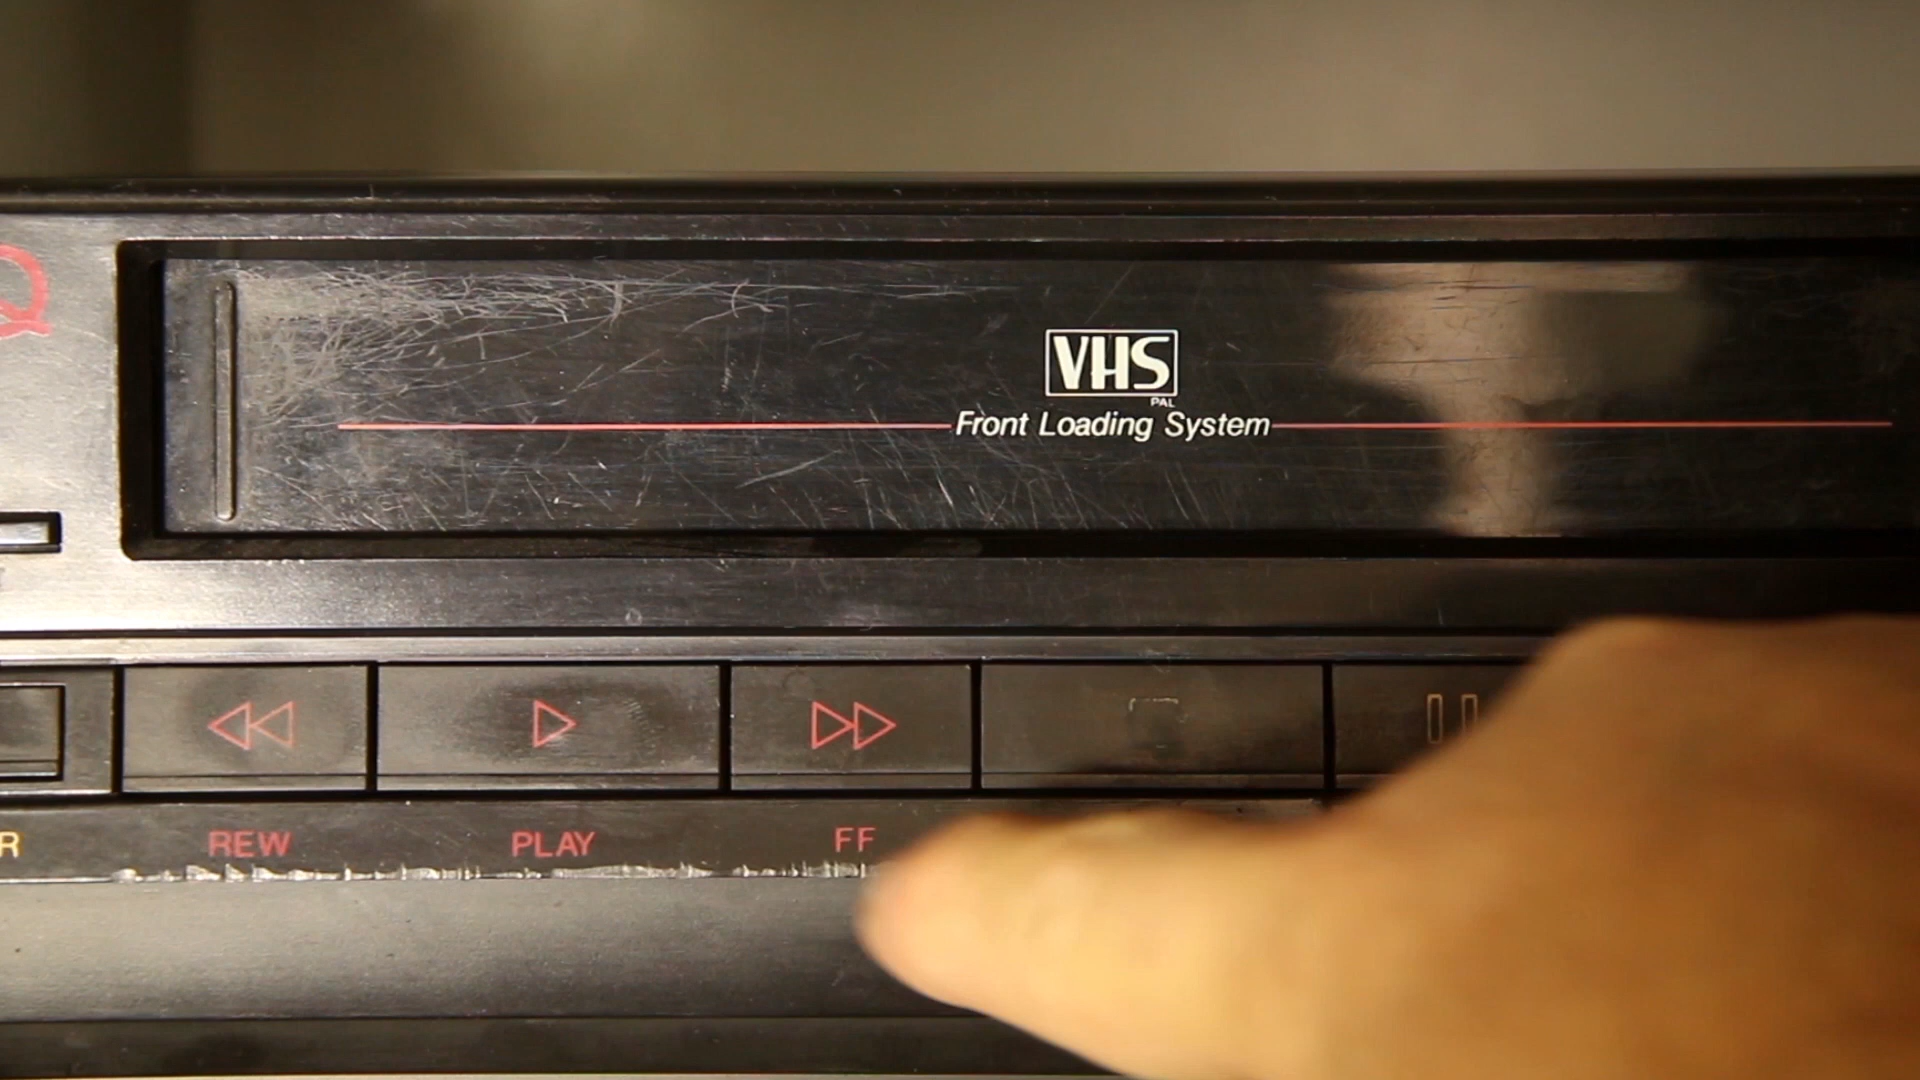 Q
VHS
PAL
Front Loading System
R
REW
PLAY
FF